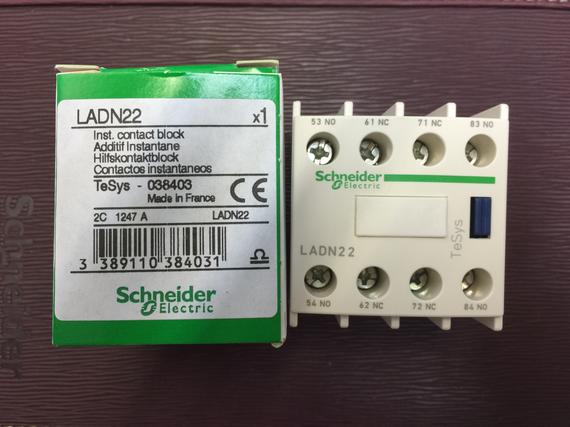 LADN22 x1
Inst. contact block
Additif Instantane
Hilfskontaktblock
Contactos instantaneos
TeSys - 038403
Made in France CE
2C 1247 A LADN22
3 389110 384031
Schneider
Electric
53 NO 61 NC 71 NC 83 NO
Schneider
Electric
TeSys
LADN22
54 NO 62 NC 72 NC 84 NO
Schneider